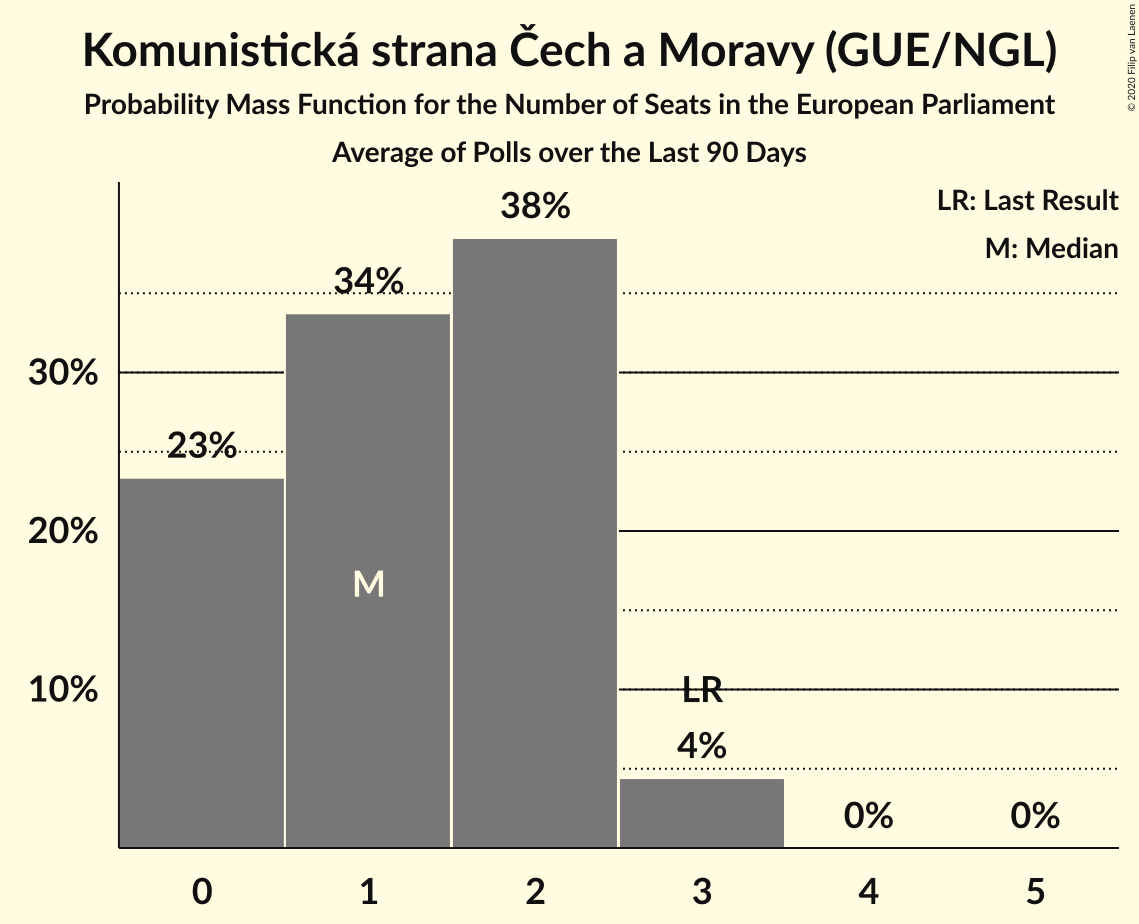 Komunistická strana Čech a Moravy (GUE/NGL)
Probability Mass Function for the Number of Seats in the European Parliament
Average of Polls over the Last 90 Days
© 2020 Filip van Laenen
LR: Last Result
M: Median
38%
34%
30%
23%
20%
M
10%
LR
4%
0%
0%
0
1
2
3
4
5